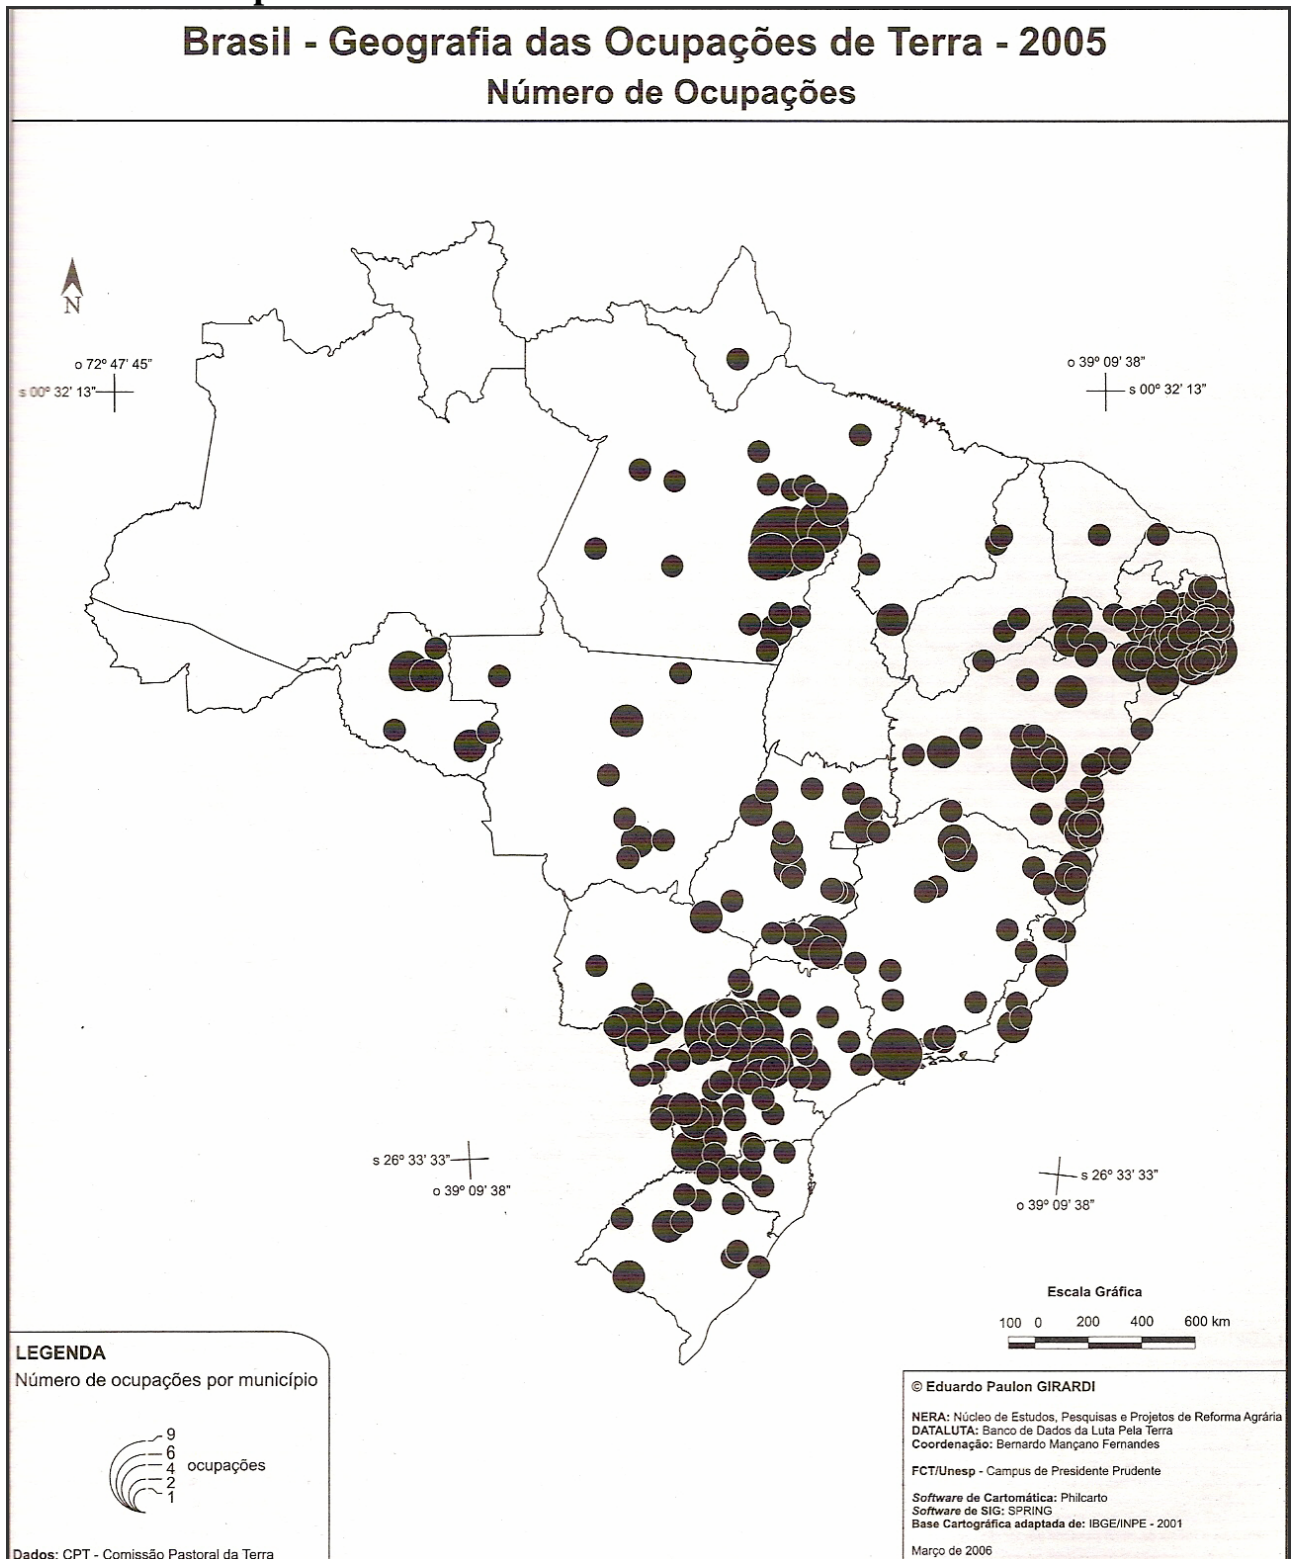 Brasil - Geografia das Ocupações de Terra - 2005
Número de Ocupações
N
o 72º 47' 45"
s 00º 32' 13"
o 39º 09' 38"
s 00º 32' 13"
s 26º 33' 33"
o 39º 09' 38"
s 26º 33' 33"
o 39º 09' 38"
Escala Gráfica
100 0 200 400 600 km
LEGENDA
Número de ocupações por município
9
6
4 ocupações
2
1
Dados: CPT - Comissão Pastoral da Terra
© Eduardo Paulon GIRARDI
NERA: Núcleo de Estudos, Pesquisas e Projetos de Reforma Agrária
DATALUTA: Banco de Dados da Luta Pela Terra
Coordenação: Bernardo Mançano Fernandes
FCT/Unesp - Campus de Presidente Prudente
Software de Cartomática: Philcarto
Software de SIG: SPRING
Base Cartográfica adaptada de: IBGE/INPE - 2001
Março de 2006